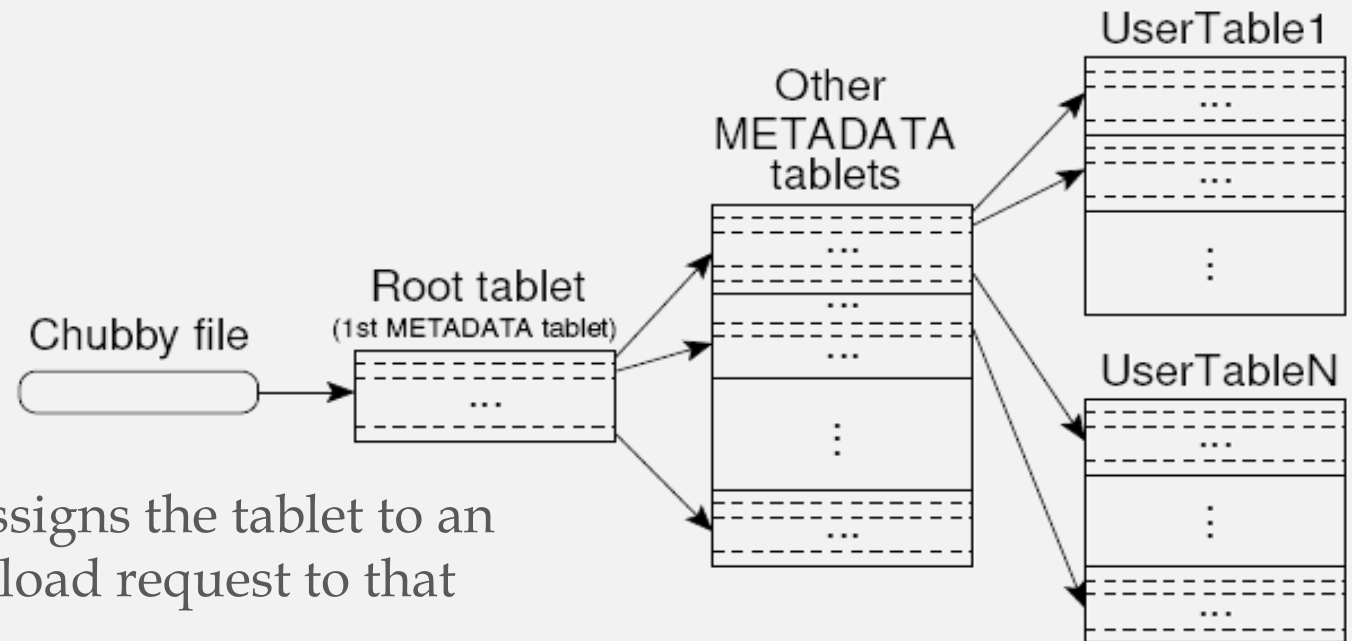 UserTable1
Other
METADATA
tablets
Root tablet
(1st METADATA tablet)
Chubby file
UserTableN
...
...
...
...
...
...
...
...
⋮
⋮
⋮
ssigns the tablet to an
load request to that